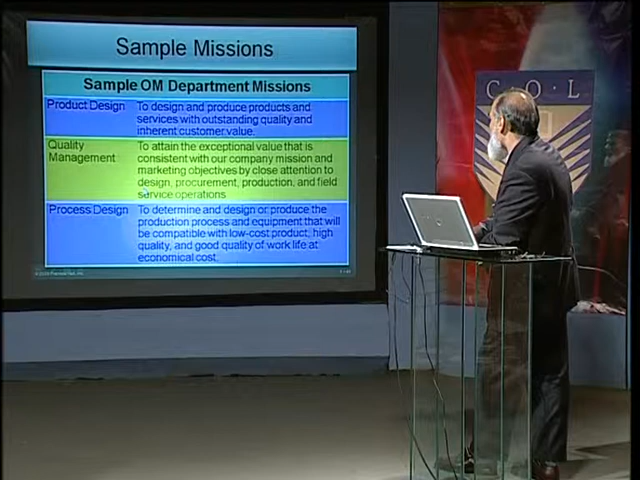 Sample Missions
Sample OM Department Missions
Product Design
To design and produce products and
services with outstanding quality and
inherent customer value.
Quality
Management
To attain the exceptional value that is
consistent with our company mission and
marketing objectives by close attention to
design, procurement, production, and field
service operations
Process Design
To determine and design or produce the
production process and equipment that will
be compatible with low-cost product, high
quality, and good quality of work life at
economical cost.
C.O.L